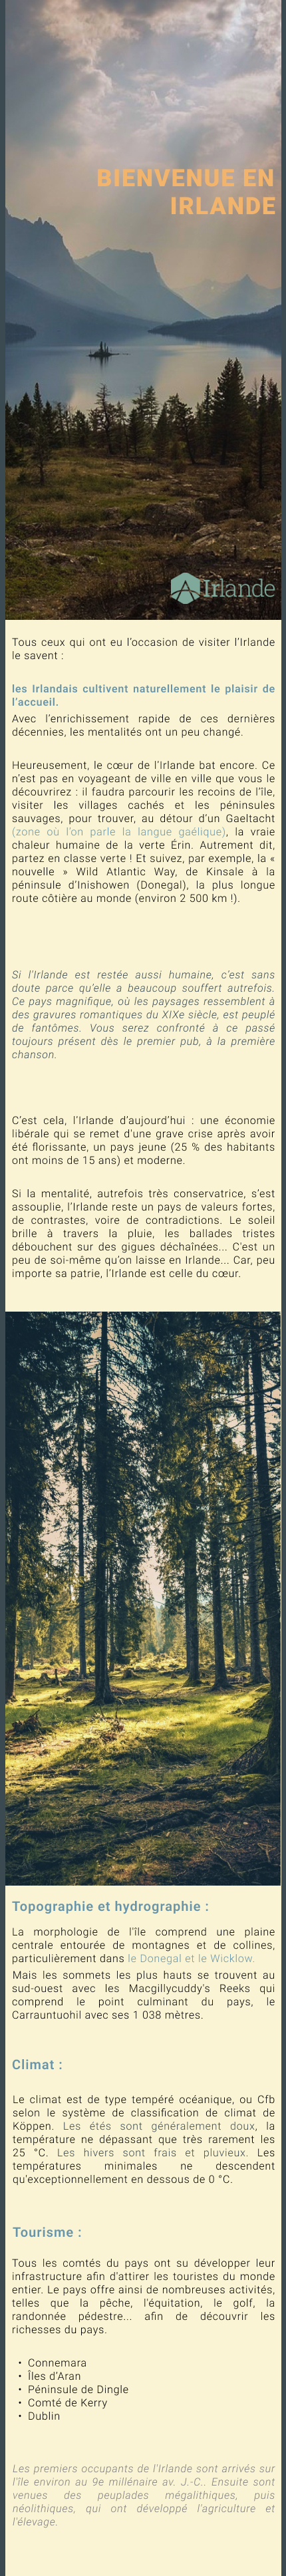 BIENVENUE EN
IRLANDE
Irlande
Tous ceux qui ont eu l’occasion de visiter l’Irlande
le savent :
les Irlandais cultivent naturellement le plaisir de
l’accueil.
Avec l’enrichissement rapide de ces dernières
décennies, les mentalités ont un peu changé.
Heureusement, le cœur de l’Irlande bat encore. Ce
n’est pas en voyageant de ville en ville que vous le
découvrirez : il faudra parcourir les recoins de l’île,
visiter les villages cachés et les péninsules
sauvages, pour trouver, au détour d’un Gaeltacht
(zone où l’on parle la langue gaélique), la vraie
chaleur humaine de la verte Érin. Autrement dit,
partez en classe verte ! Et suivez, par exemple, la «
nouvelle » Wild Atlantic Way, de Kinsale à la
péninsule d’Inishowen (Donegal), la plus longue
route côtière au monde (environ 2 500 km !).
Si l’Irlande est restée aussi humaine, c’est sans
doute parce qu’elle a beaucoup souffert autrefois.
Ce pays magnifique, où les paysages ressemblent à
des gravures romantiques du XIXe siècle, est peuplé
de fantômes. Vous serez confronté à ce passé
toujours présent dès le premier pub, à la première
chanson.
C’est cela, l’Irlande d’aujourd’hui : une économie
libérale qui se remet d’une grave crise après avoir
été florissante, un pays jeune (25 % des habitants
ont moins de 15 ans) et moderne.
Si la mentalité, autrefois très conservatrice, s’est
assouplie, l’Irlande reste un pays de valeurs fortes,
de contrastes, voire de contradictions. Le soleil
brille à travers la pluie, les ballades tristes
débouchent sur des gigues déchaînées... C’est un
peu de soi-même qu’on laisse en Irlande... Car, peu
importe sa patrie, l’Irlande est celle du cœur.
Topographie et hydrographie :
La morphologie de l’île comprend une plaine
centrale entourée de montagnes et de collines,
particulièrement dans le Donegal et le Wicklow.
Mais les sommets les plus hauts se trouvent au
sud-ouest avec les Macgillycuddy’s Reeks qui
comprend le point culminant du pays, le
Carrauntuohil avec ses 1 038 mètres.
Climat :
Le climat est de type tempéré océanique, ou Cfb
selon le système de classification de climat de
Köppen. Les étés sont généralement doux, la
température ne dépassant que très rarement les
25 °C. Les hivers sont frais et pluvieux. Les
températures minimales ne descendent
qu’exceptionnellement en dessous de 0 °C.
Tourisme :
Tous les comtés du pays ont su développer leur
infrastructure afin d’attirer les touristes du monde
entier. Le pays offre ainsi de nombreuses activités,
telles que la pêche, l’équitation, le golf, la
randonnée pédestre... afin de découvrir les
richesses du pays.
• Connemara
• Îles d’Aran
• Péninsule de Dingle
• Comté de Kerry
• Dublin
Les premiers occupants de l’Irlande sont arrivés sur
l’île environ au 9e millénaire av. J.-C.. Ensuite sont
venues des peuplades mégalithiques, puis
néolithiques, qui ont développé l’agriculture et
l’élevage.